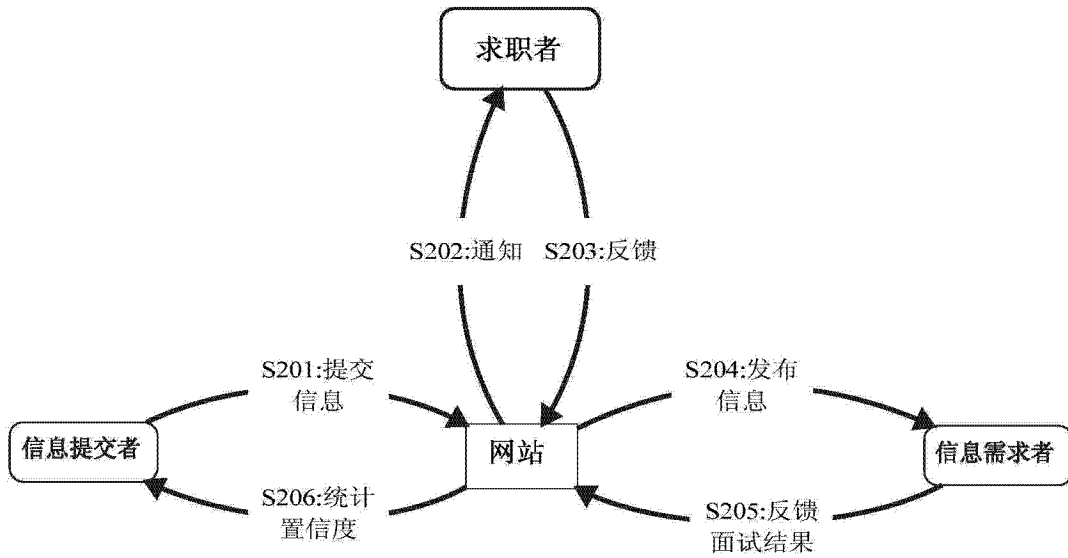 求职者
S202:通知 S203:反馈
S201:提交
信息
S204:发布
信息
信息提交者
网站
信息需求者
S206:统计
置信度
S205:反馈
面试结果